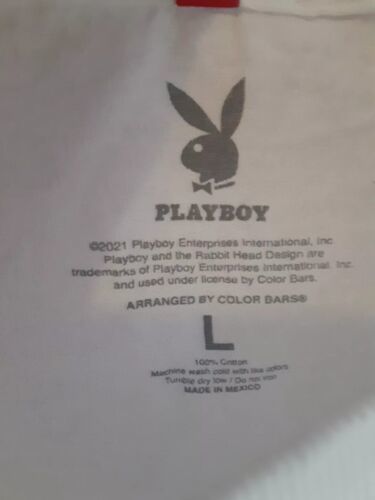 PLAYBOY
©2021 Playboy Enterprises International, Inc
Playboy and the Rabbit Head Design are
trademarks of Playboy Enterprises International, Inc.
and used under license by Color Bars.
ARRANGED BY COLOR BARS®
L
100% Cotton
Machine wash cold with like colors
Tumble dry low / Do not iron
MADE IN MEXICO